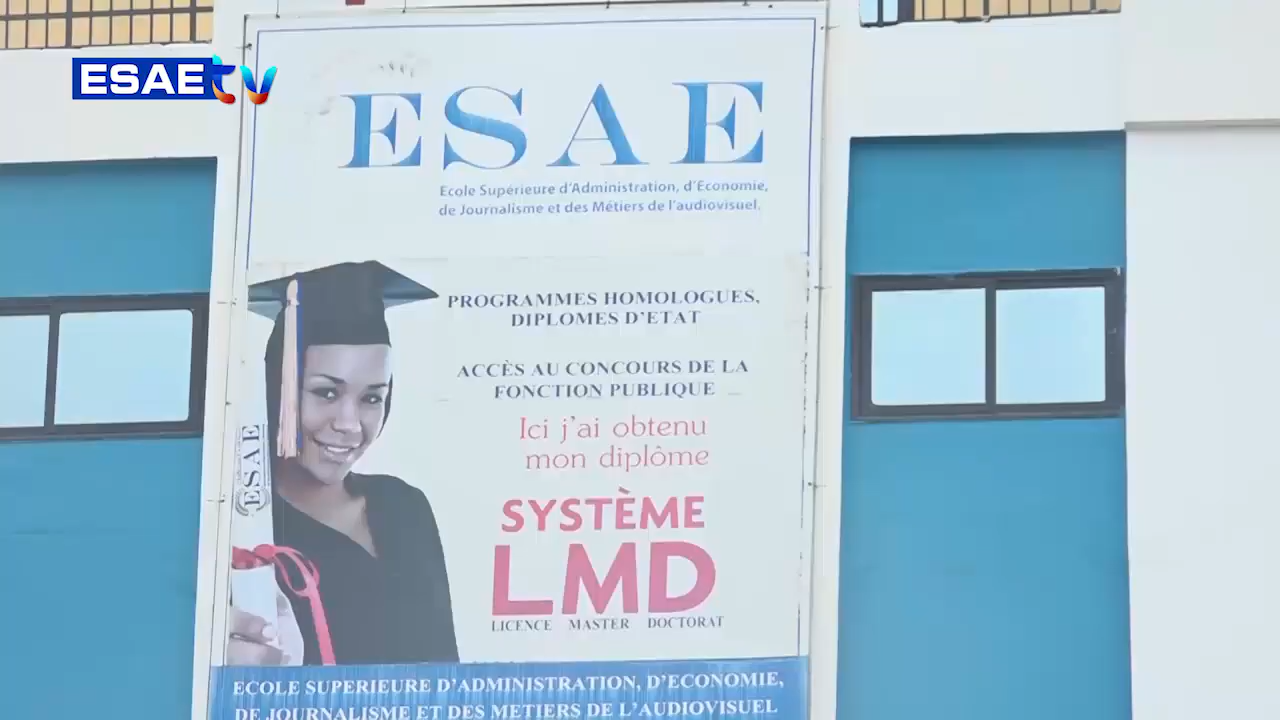 ESAEtv
ESAE
Ecole Supérieure d'Administration, d'Economie,
de Journalisme et des Métiers de l'audiovisuel.
PROGRAMMES HOMOLOGUES,
DIPLOMES D'ETAT
ACCÈS AU CONCOURS DE LA
FONCTION PUBLIQUE
Ici j'ai obtenu
mon diplôme
ESAE
SYSTÈME
LMD
LICENCE MASTER DOCTORAT
ECOLE SUPERIEURE D'ADMINISTRATION, D'ECONOMIE,
DE JOURNALISME ET DES METIERS DE L'AUDIOVISUEL